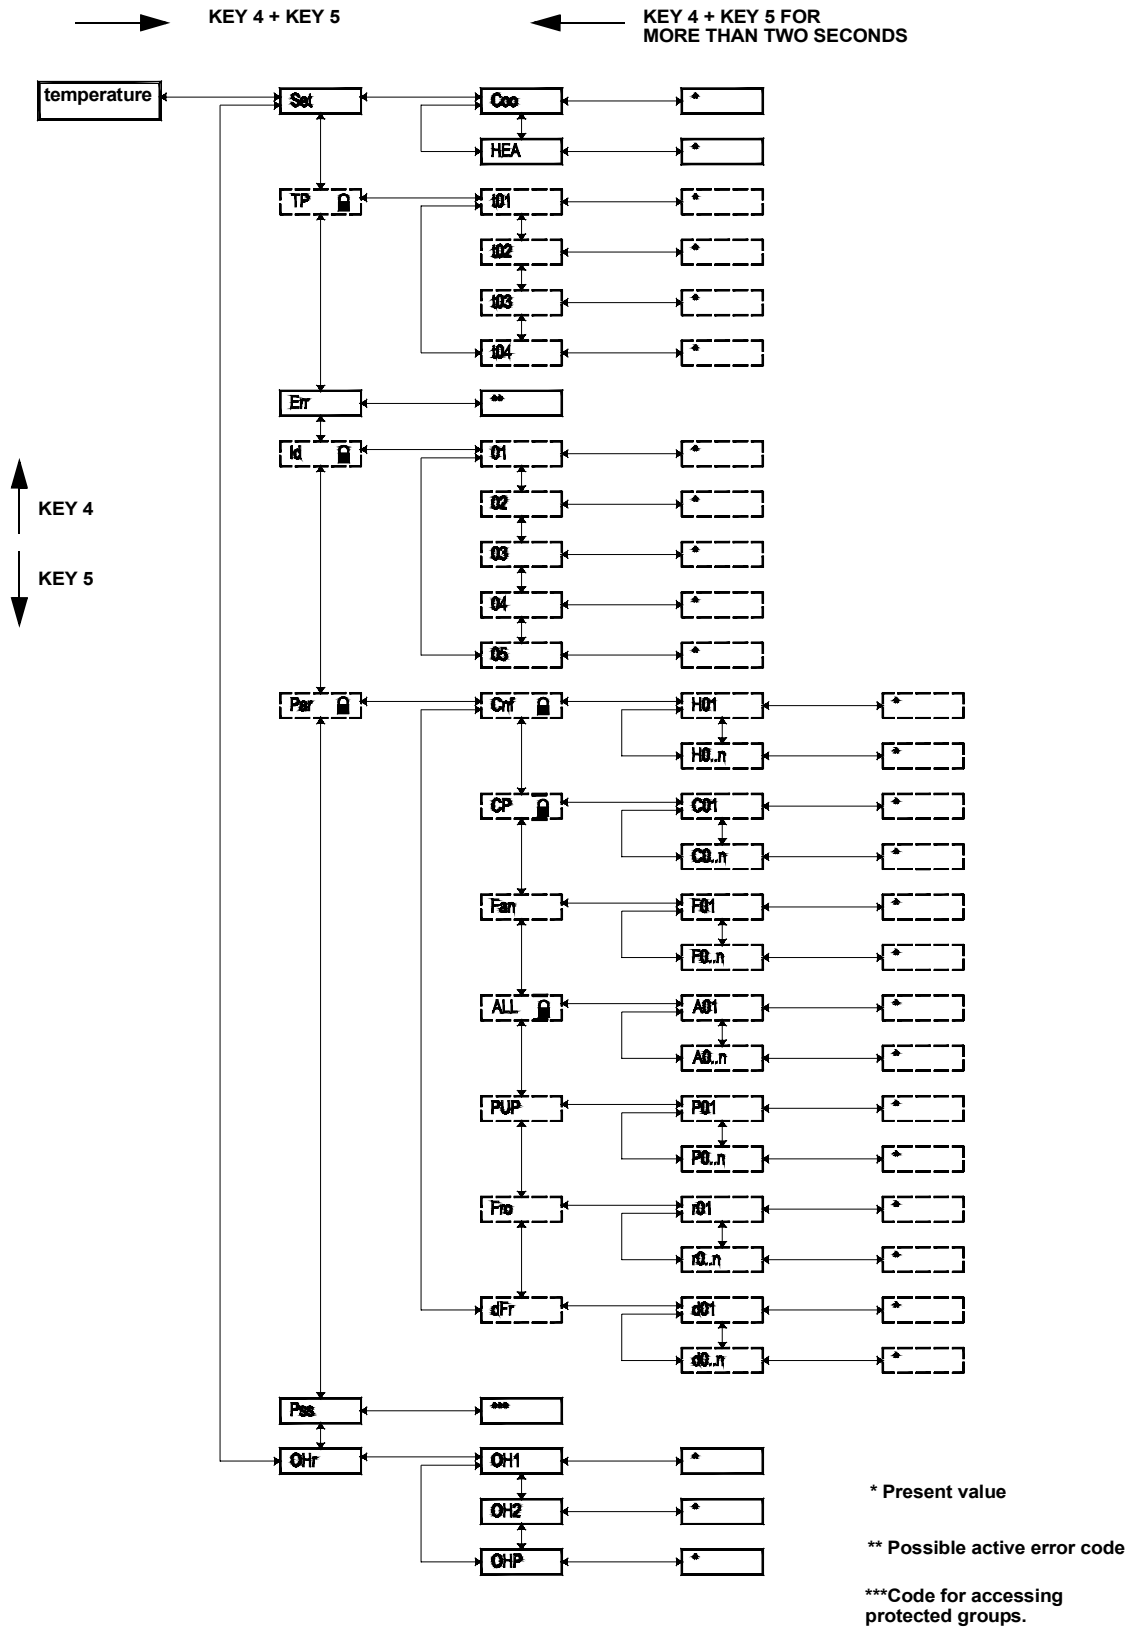 KEY 4 + KEY 5
KEY 4 + KEY 5 FOR
MORE THAN TWO SECONDS
temperature
Set
Coo
*
HEA
*
TP
t01
*
t02
*
t03
*
t04
*
Err
**
Id
01
*
02
*
03
*
04
*
05
*
KEY 4
KEY 5
Par
Cnf
H01
*
H0..n
*
CP
C01
*
C0..n
*
Fan
F01
*
F0..n
*
ALL
A01
*
A0..n
*
PUP
P01
*
P0..n
*
Fro
r01
*
r0..n
*
dFr
d01
*
d0..n
*
Pss
***
OHr
OH1
*
OH2
*
OHP
*
* Present value
** Possible active error code
***Code for accessing
protected groups.